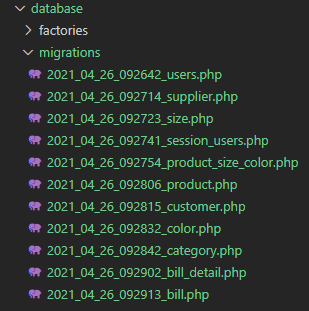 database
factories
migrations
2021_04_26_092642_users.php
2021_04_26_092714_supplier.php
2021_04_26_092723_size.php
2021_04_26_092741_session_users.php
2021_04_26_092754_product_size_color.php
2021_04_26_092806_product.php
2021_04_26_092815_customer.php
2021_04_26_092832_color.php
2021_04_26_092842_category.php
2021_04_26_092902_bill_detail.php
2021_04_26_092913_bill.php